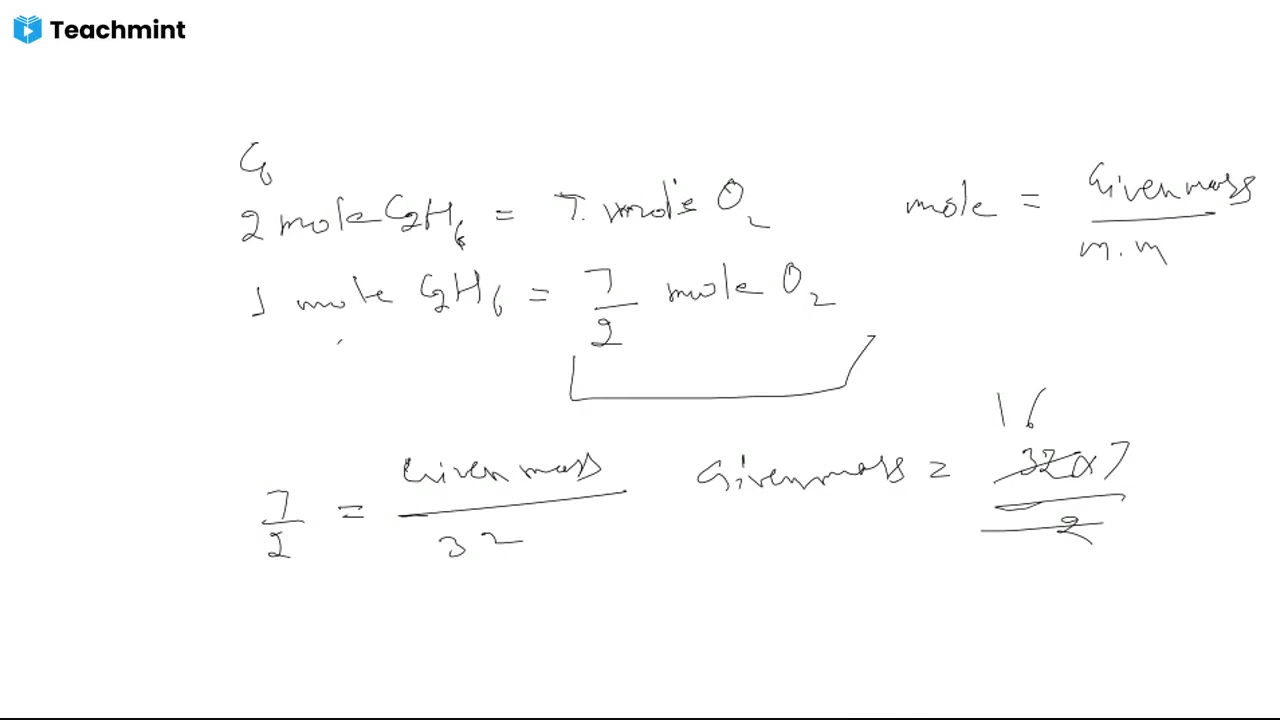 Teachmint
C6
2 mole C2H6 = 7 mole O2
mole = Given mass / m.m
1 mole C2H6 = 7/2 mole O2
7/2 = Given mass / 32
Given mass = 32 x 7 / 2
16